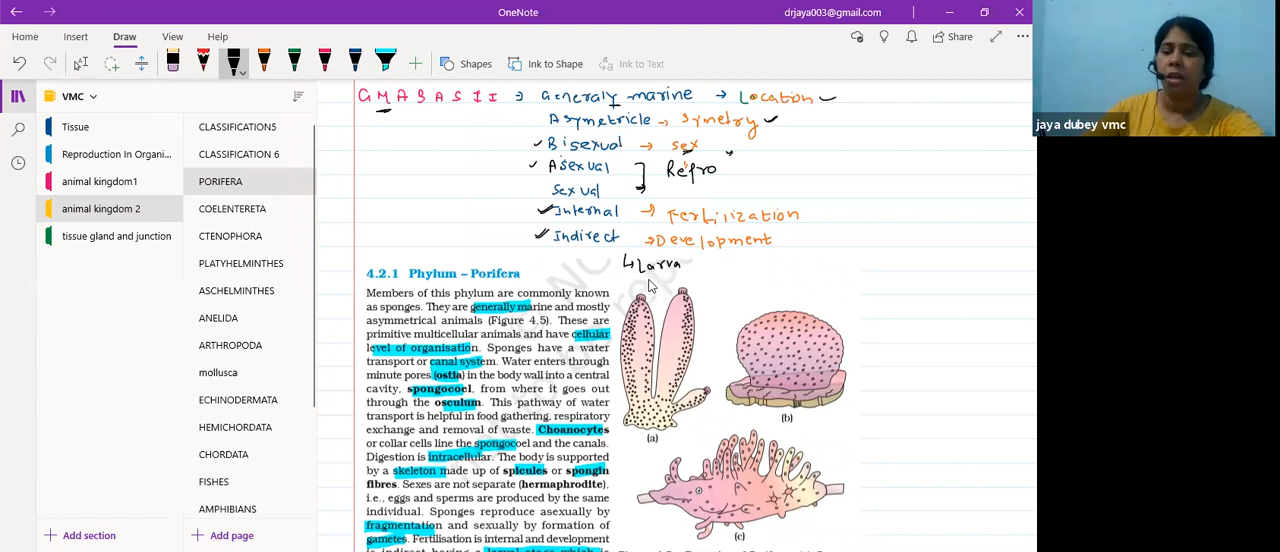 OneNote
drjaya003@gmail.com
Home Insert Draw View Help
Share
Shapes Ink to Shape Ink to Text
VMC
Tissue
Reproduction In Organi...
animal kingdom1
animal kingdom 2
tissue gland and junction
Add section
CLASSIFICATION5
CLASSIFICATION 6
PORIFERA
COELENTERETA
CTENOPHORA
PLATYHELMINTHES
ASCHELMINTHES
ANELIDA
ARTHROPODA
mollusca
ECHINODERMATA
HEMICHORDATA
CHORDATA
FISHES
AMPHIBIANS
Add page
GMABASII → Generaly marine → Location
Asymetricle → Symetry
Bisexual → sex
Asexual
Sexual
Repro
Internal → Fertilization
Indirect → Development
↳ Larva
4.2.1 Phylum – Porifera
Members of this phylum are commonly known
as sponges. They are generally marine and mostly
asymmetrical animals (Figure 4.5). These are
primitive multicellular animals and have cellular
level of organisation. Sponges have a water
transport or canal system. Water enters through
minute pores (ostia) in the body wall into a central
cavity, spongocoel, from where it goes out
through the osculum. This pathway of water
transport is helpful in food gathering, respiratory
exchange and removal of waste. Choanocytes
or collar cells line the spongocoel and the canals.
Digestion is intracellular. The body is supported
by a skeleton made up of spicules or spongin
fibres. Sexes are not separate (hermaphrodite),
i.e., eggs and sperms are produced by the same
individual. Sponges reproduce asexually by
fragmentation and sexually by formation of
gametes. Fertilisation is internal and development
is indirect having a larval stage which is
(a)
(b)
(c)
jaya dubey vmc